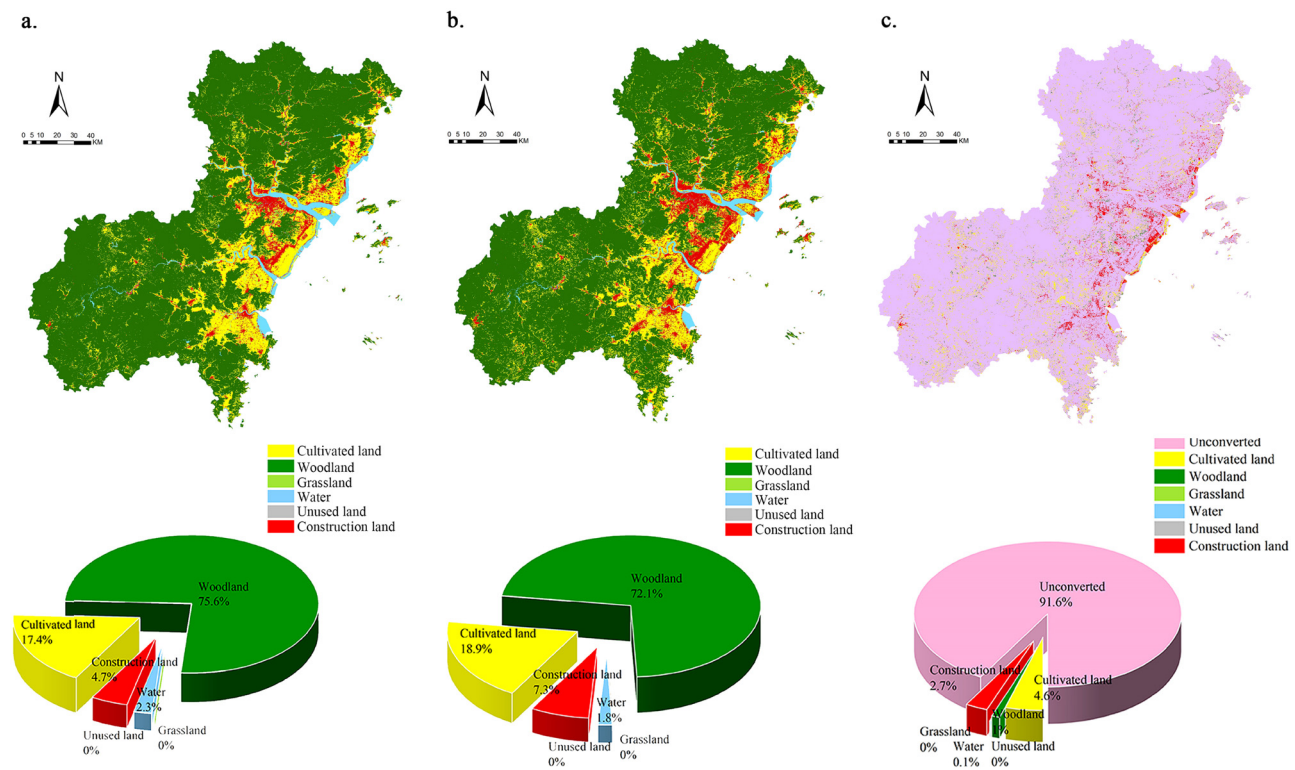 a.
b.
c.
N
N
N
0 5 10 20 30 40
KM
0 5 10 20 30 40
KM
0 5 10 20 30 40
KM
Cultivated land
Woodland
Grassland
Water
Unused land
Construction land
Cultivated land
Woodland
Grassland
Water
Unused land
Construction land
Unconverted
Cultivated land
Woodland
Grassland
Water
Unused land
Construction land
Woodland
75.6%
Cultivated land
17.4%
Construction land
4.7%
Water
2.3%
Unused land
0%
Grassland
0%
Woodland
72.1%
Cultivated land
18.9%
Construction land
7.3%
Water
1.8%
Unused land
0%
Grassland
0%
Unconverted
91.6%
Construction land
2.7%
Cultivated land
4.6%
Woodland
1%
Grassland
0%
Water
0.1%
Unused land
0%